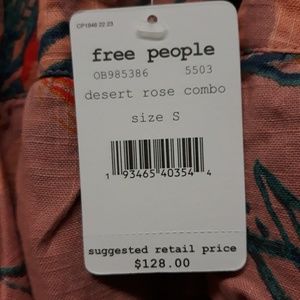 CP1846 22 23
free people
OB985386 5503
desert rose combo
size S
1 93465 40354 4
suggested retail price
$128.00